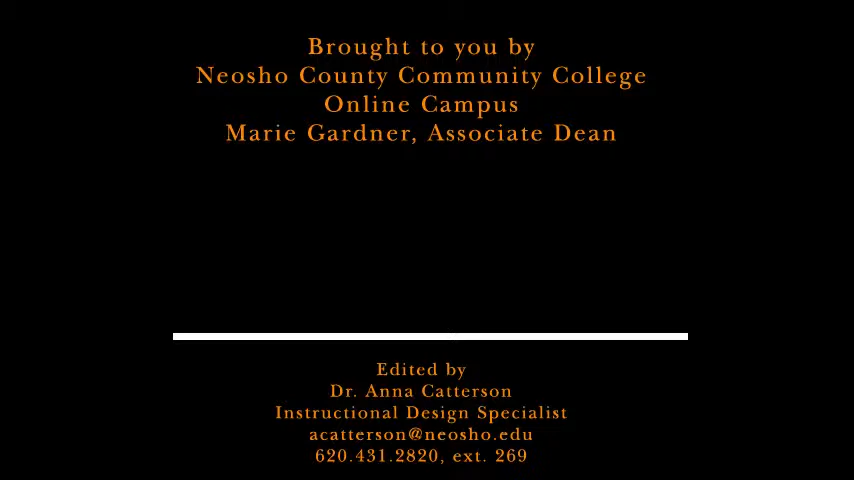 Brought to you by
Neosho County Community College
Online Campus
Marie Gardner, Associate Dean
Edited by
Dr. Anna Catterson
Instructional Design Specialist
acatterson@neosho.edu
620.431.2820, ext. 269